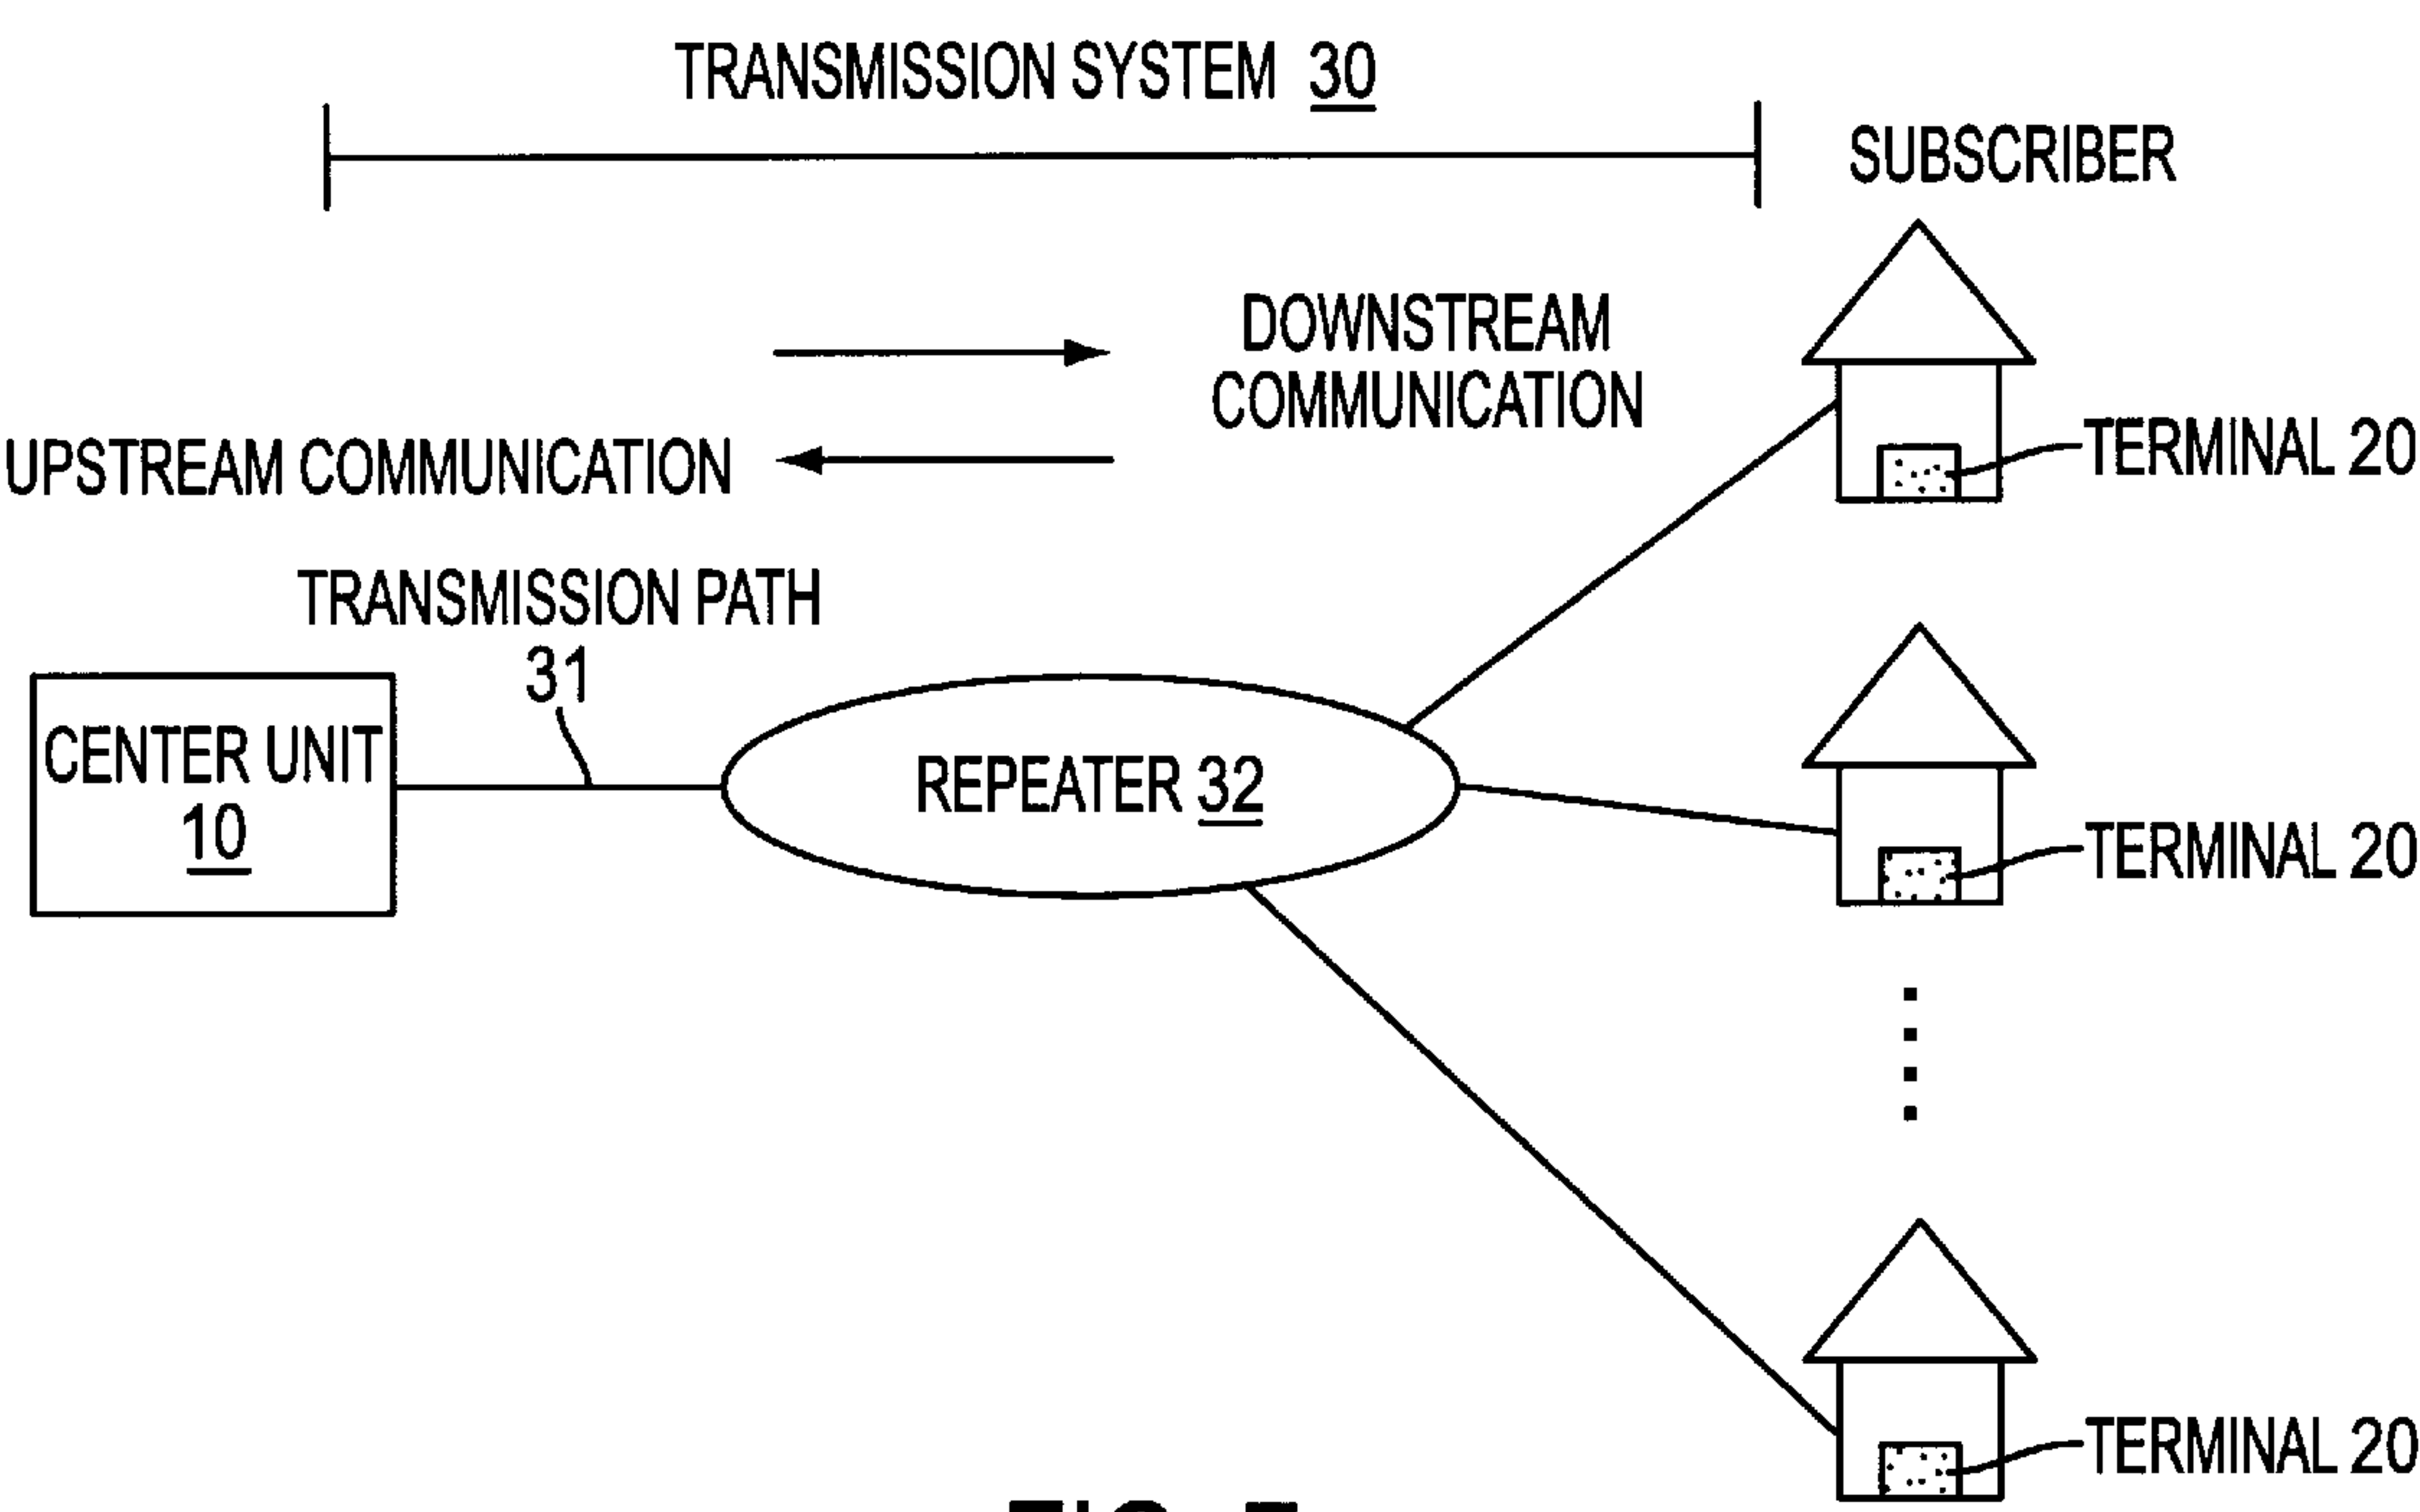 TRANSMISSION SYSTEM 30
SUBSCRIBER
DOWNSTREAM
COMMUNICATION
UPSTREAM COMMUNICATION
TERMINAL 20
TRANSMISSION PATH
31
CENTER UNIT
10
REPEATER 32
TERMINAL 20
TERMINAL 20